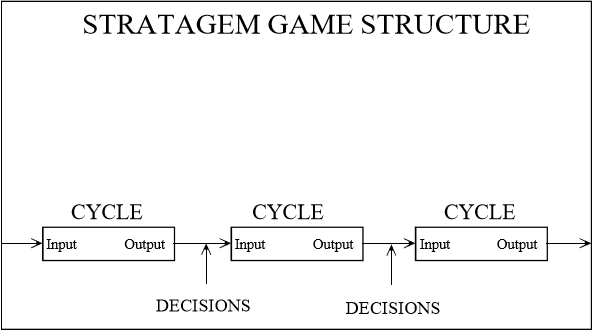 STRATAGEM GAME STRUCTURE
CYCLE CYCLE CYCLE
Input Output Input Output Input Output
DECISIONS DECISIONS